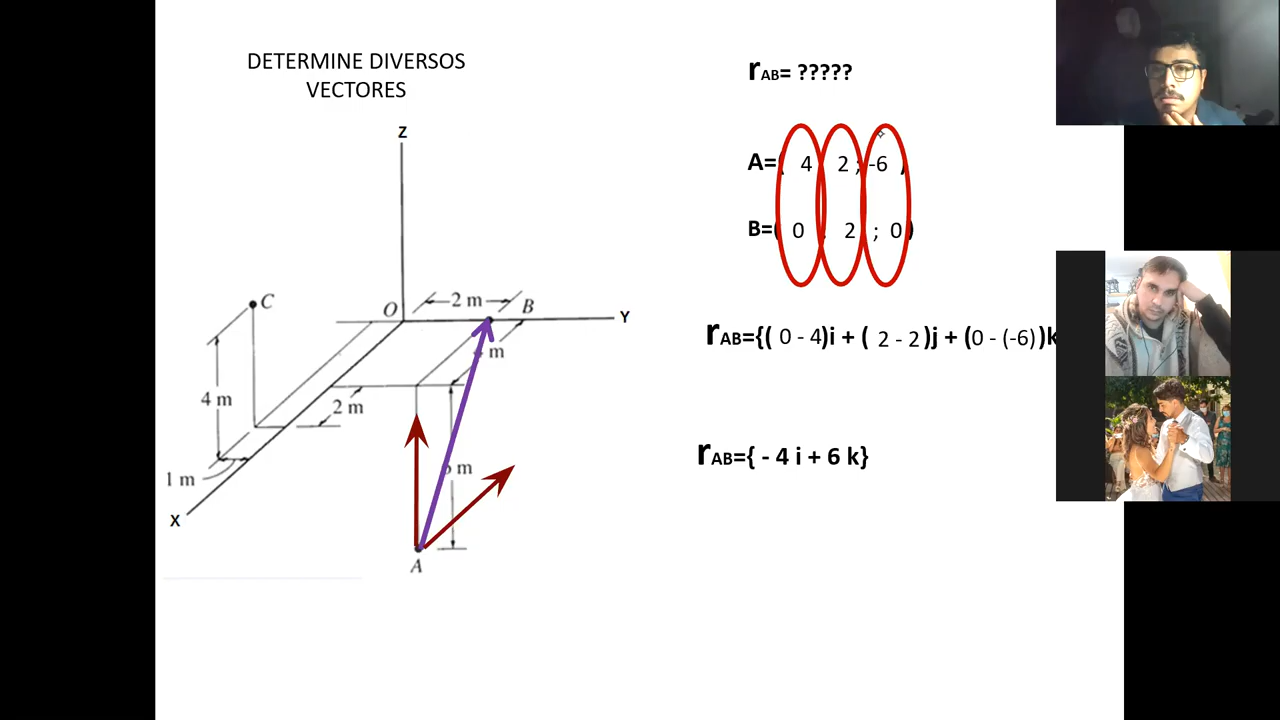 DETERMINE DIVERSOS
VECTORES
Z
C
O
2 m
B
Y
m
4 m
2 m
m
1 m
X
A
rAB= ?????
A=( 4 2 ; -6 )
B=( 0 2 ; 0 )
rAB={( 0 - 4)i + ( 2 - 2)j + (0 - (-6))k
rAB={ - 4 i + 6 k}